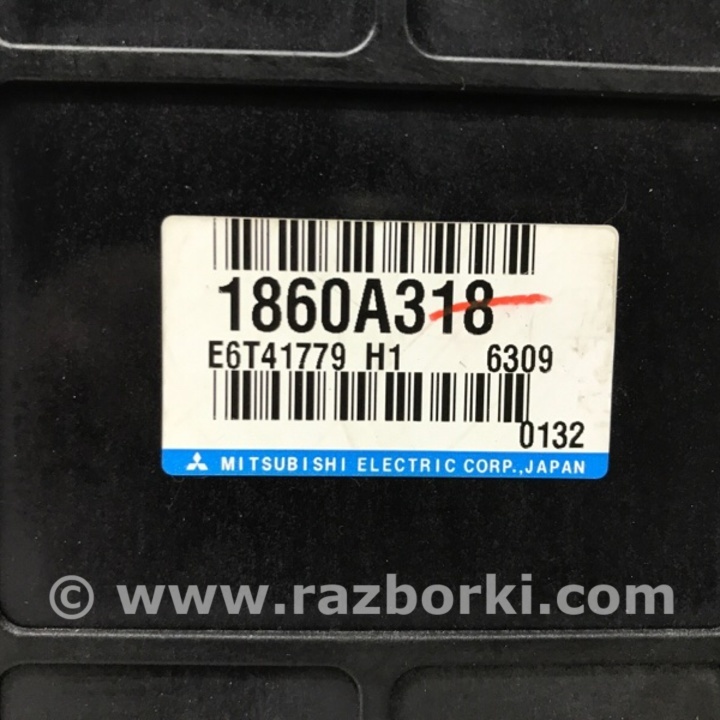 1860A318
E6T41779 H1 6309
0132
MITSUBISHI ELECTRIC CORP.,JAPAN
© www.razborki.com